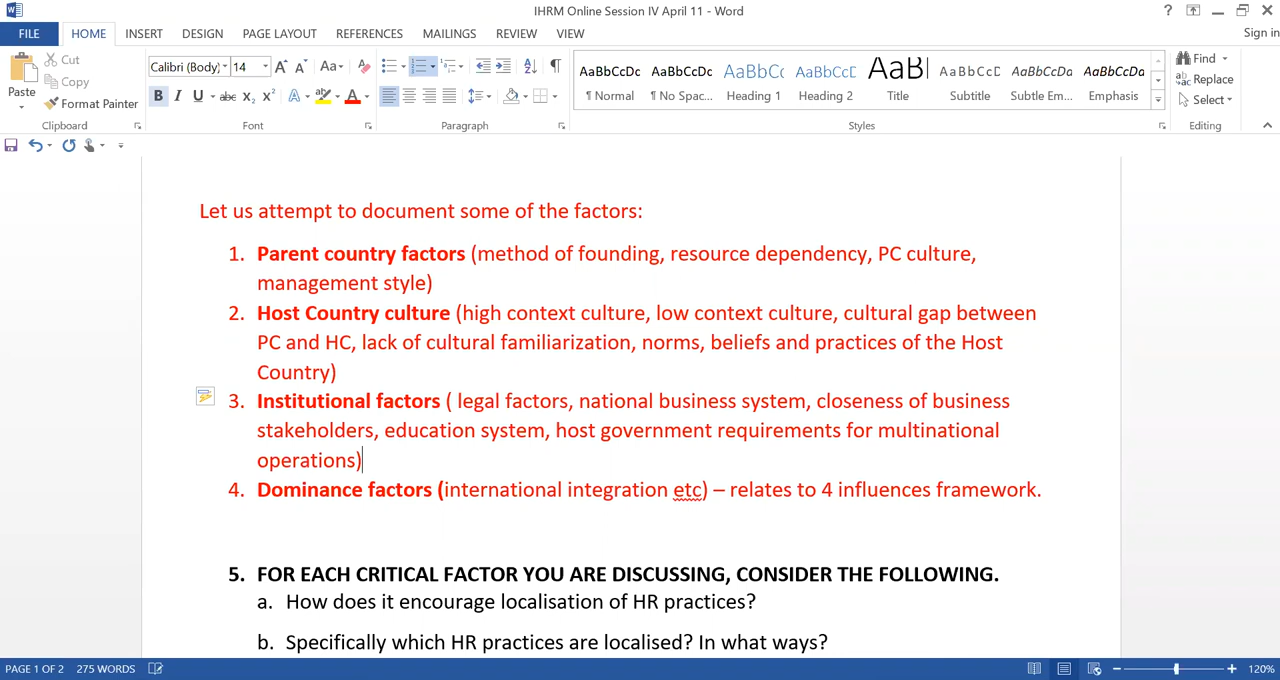 IHRM Online Session IV April 11 - Word
Sign in
FILE HOME INSERT DESIGN PAGE LAYOUT REFERENCES MAILINGS REVIEW VIEW
Paste
Cut
Copy
Format Painter
Calibri (Body) 14
Clipboard Font Paragraph Styles Editing
AaBbCcDc AaBbCcDc AaBbCc AaBbCcD AaBl AaBbCcD AaBbCcDa AaBbCcDa
¶ Normal ¶ No Spac... Heading 1 Heading 2 Title Subtitle Subtle Em... Emphasis
Find
Replace
Select
Let us attempt to document some of the factors:
1. Parent country factors (method of founding, resource dependency, PC culture,
management style)
2. Host Country culture (high context culture, low context culture, cultural gap between
PC and HC, lack of cultural familiarization, norms, beliefs and practices of the Host
Country)
3. Institutional factors ( legal factors, national business system, closeness of business
stakeholders, education system, host government requirements for multinational
operations)
4. Dominance factors (international integration etc) – relates to 4 influences framework.
5. FOR EACH CRITICAL FACTOR YOU ARE DISCUSSING, CONSIDER THE FOLLOWING.
a. How does it encourage localisation of HR practices?
b. Specifically which HR practices are localised? In what ways?
PAGE 1 OF 2 275 WORDS
120%